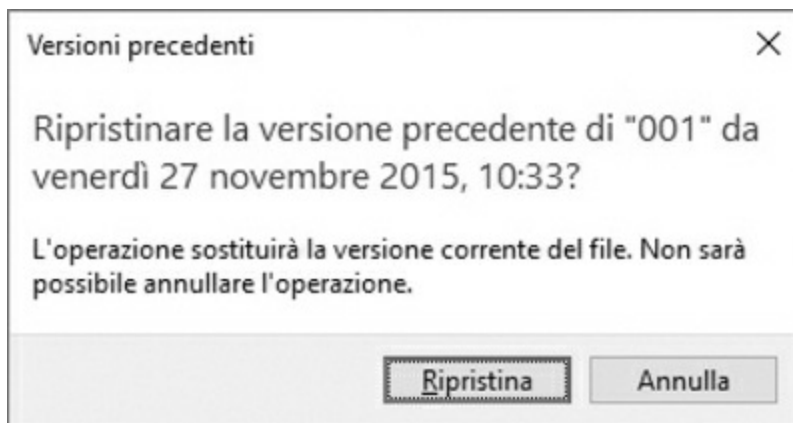 Versioni precedenti
Ripristinare la versione precedente di "001" da
venerdì 27 novembre 2015, 10:33?
L'operazione sostituirà la versione corrente del file. Non sarà
possibile annullare l'operazione.
Ripristina Annulla